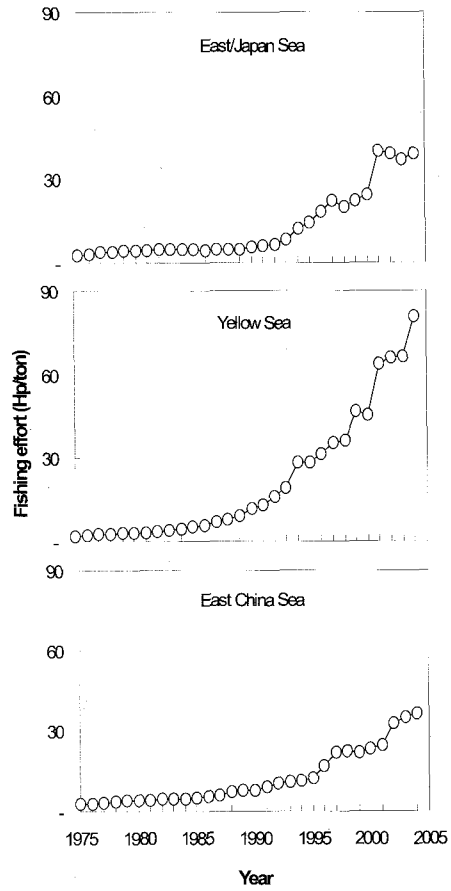 90
East/Japan Sea
60
30
-
90
Yellow Sea
60
30
-
Fishing effort (Hp/ton)
90
East China Sea
60
30
-
1975 1980 1985 1990 1995 2000 2005
Year